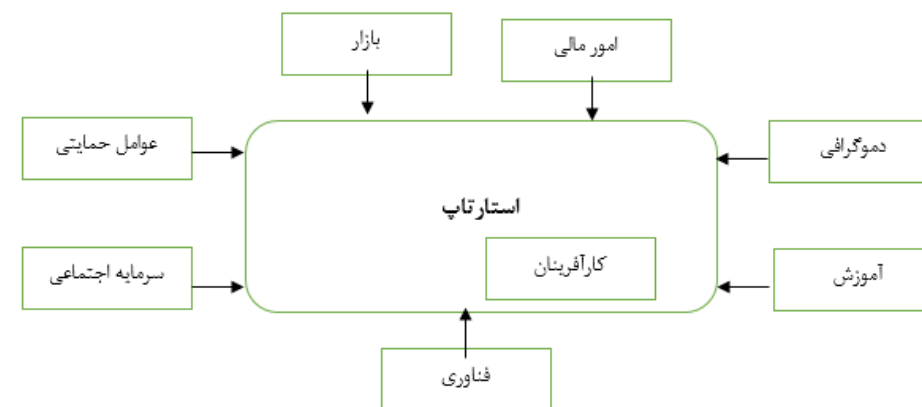 بازار
امور مالی
عوامل حمایتی
دموگرافی
استارتاپ
کارآفرینان
سرمایه اجتماعی
آموزش
فناوری